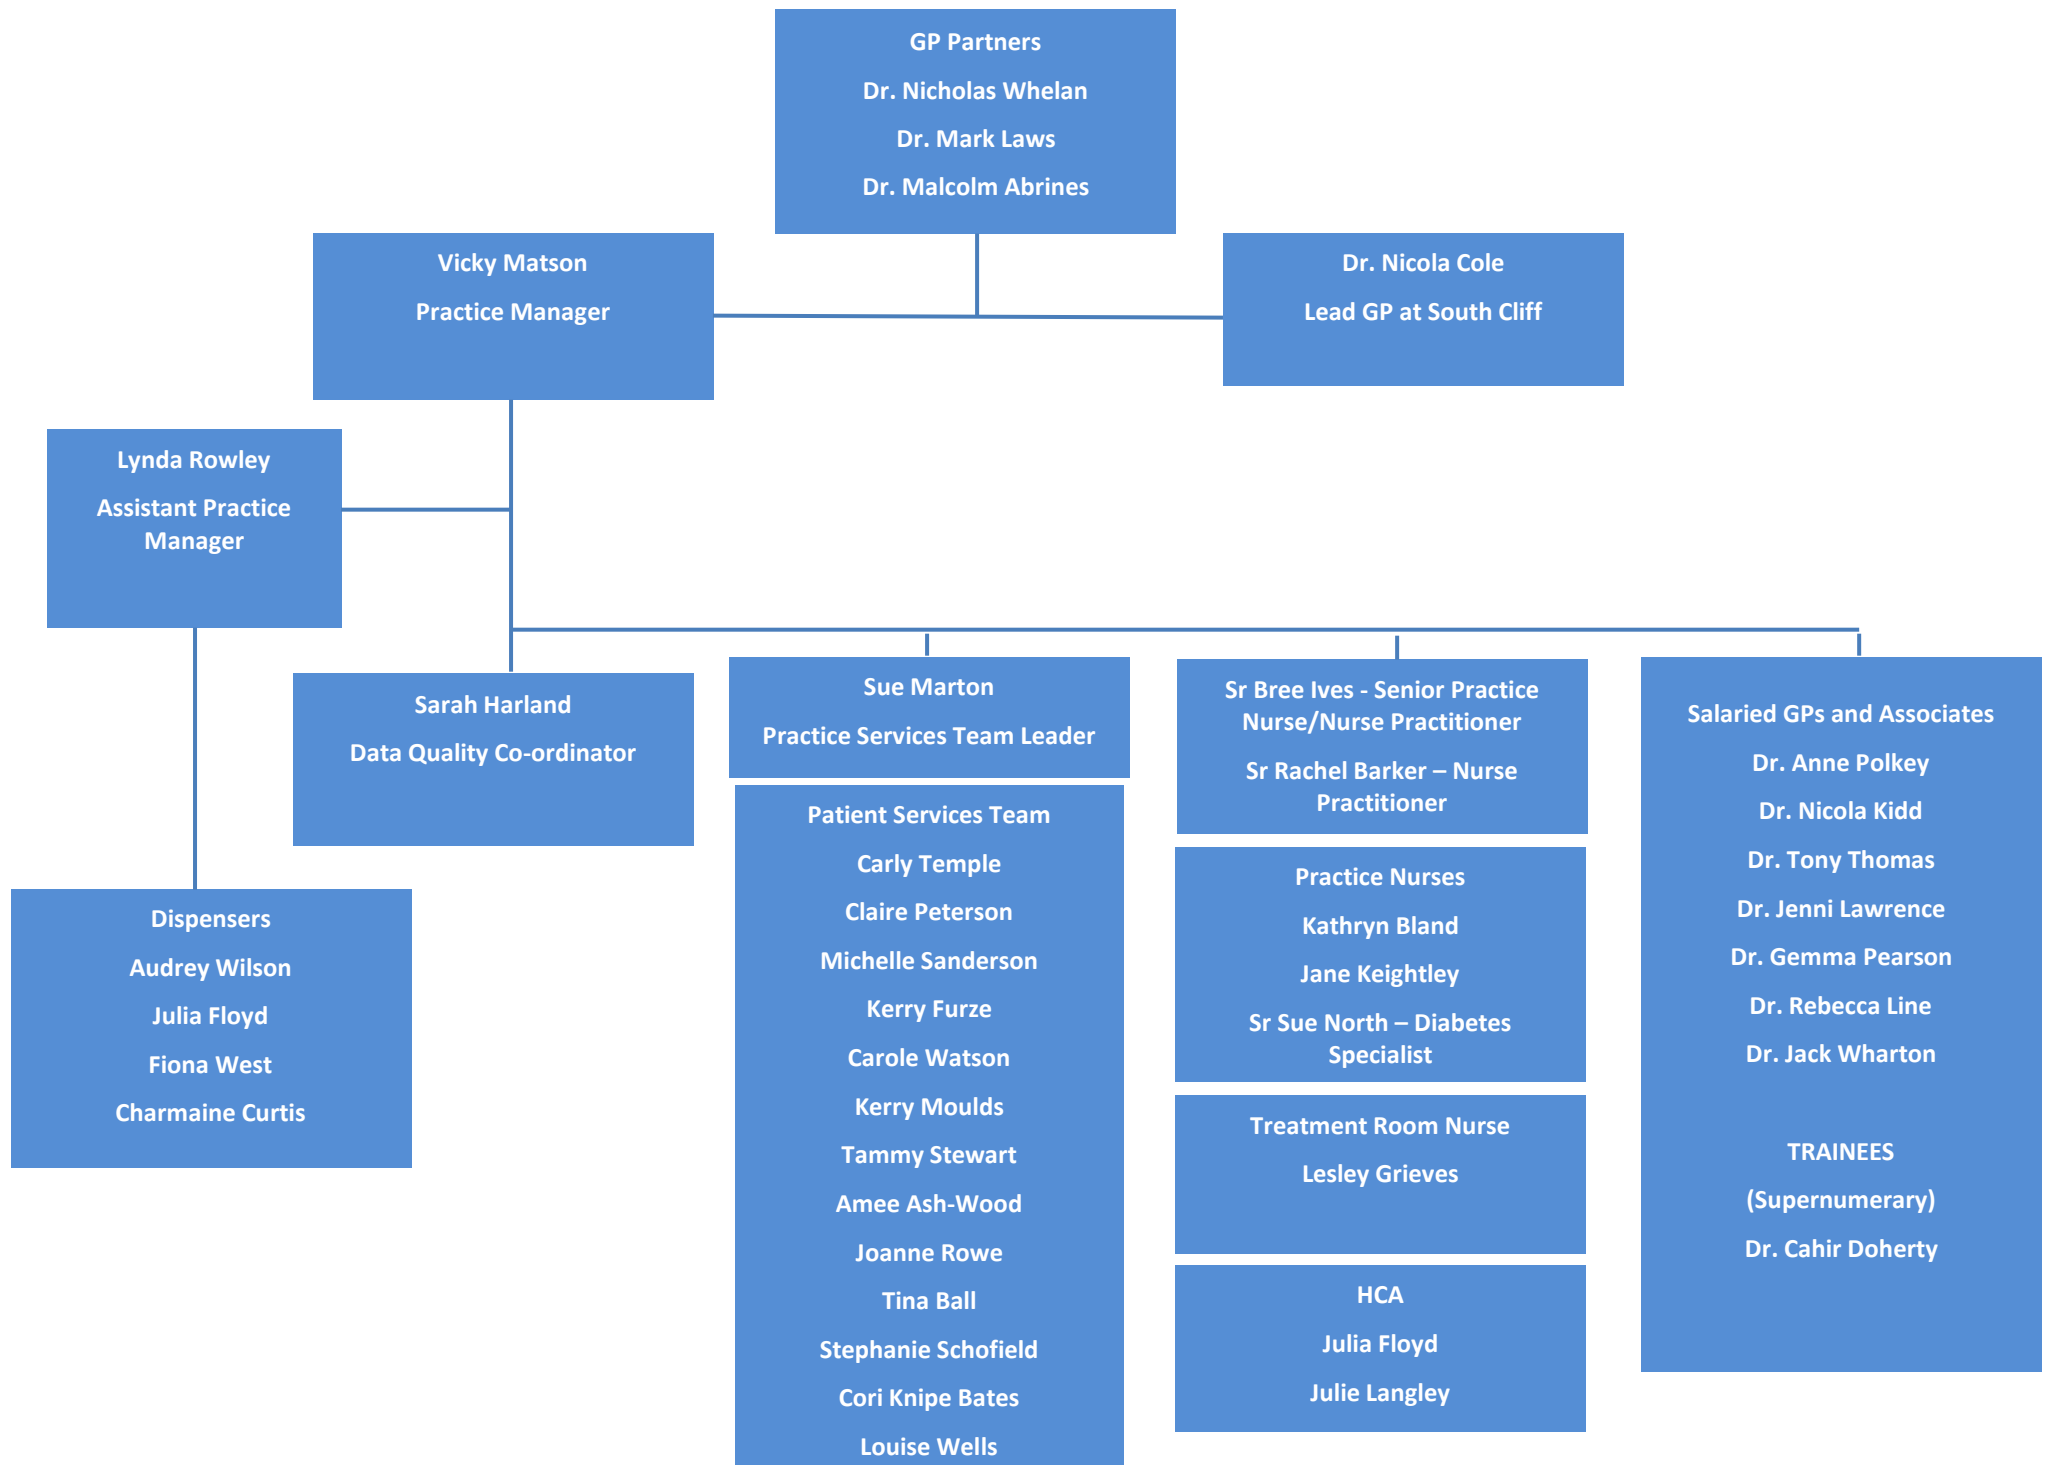 GP Partners
Dr. Nicholas Whelan
Dr. Mark Laws
Dr. Malcolm Abrines
Vicky Matson
Practice Manager
Dr. Nicola Cole
Lead GP at South Cliff
Lynda Rowley
Assistant Practice
Manager
Sarah Harland
Data Quality Co-ordinator
Sue Marton
Practice Services Team Leader
Sr Bree Ives - Senior Practice
Nurse/Nurse Practitioner
Sr Rachel Barker – Nurse
Practitioner
Salaried GPs and Associates
Dr. Anne Polkey
Dr. Nicola Kidd
Dr. Tony Thomas
Dr. Jenni Lawrence
Dr. Gemma Pearson
Dr. Rebecca Line
Dr. Jack Wharton
TRAINEES
(Supernumerary)
Dr. Cahir Doherty
Dispensers
Audrey Wilson
Julia Floyd
Fiona West
Charmaine Curtis
Patient Services Team
Carly Temple
Claire Peterson
Michelle Sanderson
Kerry Furze
Carole Watson
Kerry Moulds
Tammy Stewart
Amee Ash-Wood
Joanne Rowe
Tina Ball
Stephanie Schofield
Cori Knipe Bates
Louise Wells
Practice Nurses
Kathryn Bland
Jane Keightley
Sr Sue North – Diabetes
Specialist
Treatment Room Nurse
Lesley Grieves
HCA
Julia Floyd
Julie Langley